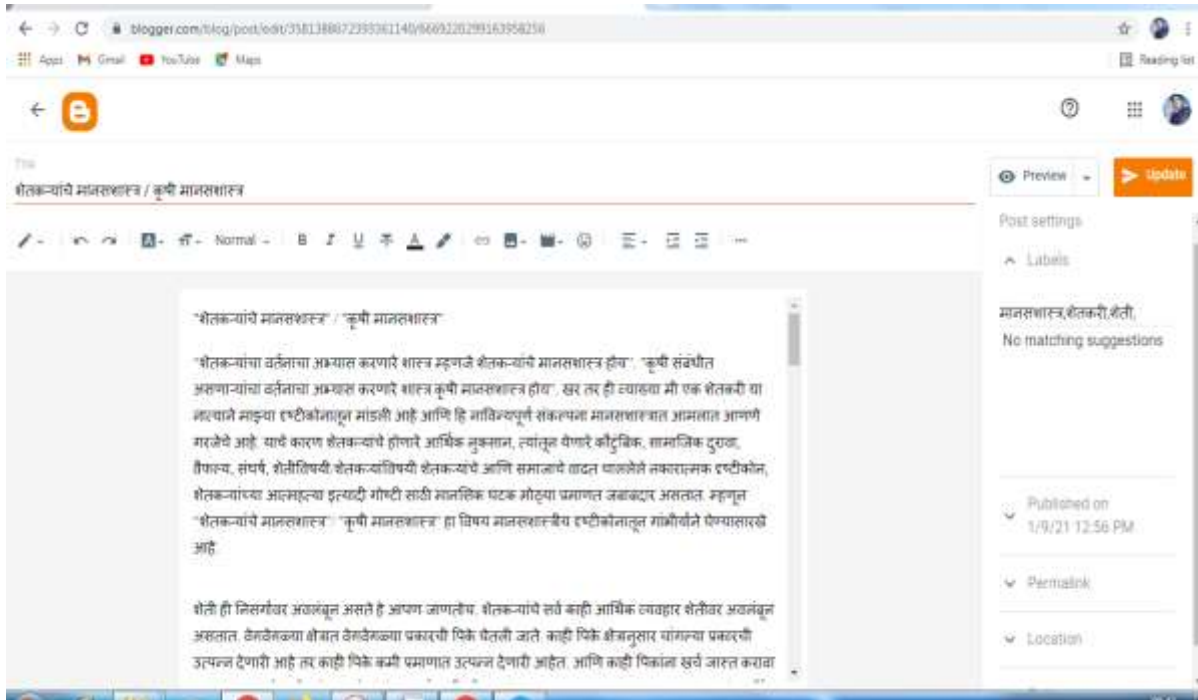 blogger.com/blog/post/edit/3581388672393361140/6669220299163958256
Apps Gmail YouTube Maps Reading list
Title
शेतकऱ्यांचे मानसशास्त्र / कृषी मानसशास्त्र
Preview Update
Normal
Post settings
Labels
मानसशास्त्र,शेतकरी,शेती,
No matching suggestions
Published on
1/9/21 12:56 PM
Permalink
Location
"शेतकऱ्यांचे मानसशास्त्र" / "कृषी मानसशास्त्र"
"शेतकऱ्यांचा वर्तनाचा अभ्यास करणारे शास्त्र म्हणजे शेतकऱ्यांचे मानसशास्त्र होय". "कृषी संबंधीत
असणाऱ्यांचा वर्तनाचा अभ्यास करणारे शास्त्र कृषी मानसशास्त्र होय". खर तर ही व्याख्या मी एक शेतकरी या
नात्याने माझ्या दृष्टीकोनातून मांडली आहे आणि हि नाविन्यपूर्ण संकल्पना मानसशास्त्रात आमलात आणणे
गरजेचे आहे. याचे कारण शेतकऱ्यांचे होणारे आर्थिक नुकसान, त्यांतून येणारे कौटुंबिक, सामाजिक दुरावा,
वैफल्य, संघर्ष, शेतीविषयी/शेतकऱ्यांविषयी शेतकऱ्यांचे आणि समाजाचे वाढत चाललेले नकारात्मक दृष्टीकोन,
शेतकऱ्यांच्या आत्महत्या इत्यादी गोष्टी साठी मानसिक घटक मोठ्या प्रमाणत जबाबदार असतात. म्हणून
"शेतकऱ्यांचे मानसशास्त्र" / "कृषी मानसशास्त्र" हा विषय मानसशास्त्रीय दृष्टीकोनातून गांभीर्याने घेण्यासारखे
आहे.
शेती ही निसर्गावर अवलंबून असते हे आपण जाणतोच. शेतकऱ्यांचे सर्व काही आर्थिक व्यवहार शेतीवर अवलंबून
असतात. वेगवेगळ्या क्षेत्रात वेगवेगळ्या प्रकारची पिके घेतली जाते. काही पिके क्षेत्रानुसार चांगल्या प्रकारची
उत्पन्न देणारी आहे तर काही पिके कमी प्रमाणात उत्पन्न देणारी आहेत. आणि काही पिकांना खर्च जास्त करावा